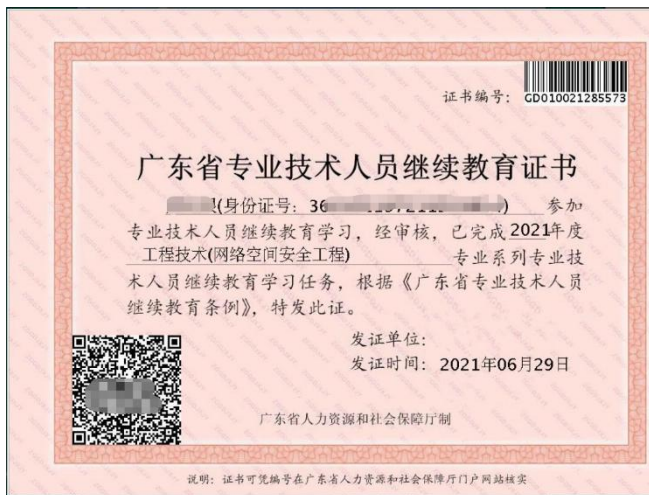 证书编号：
GD010021285573
广东省专业技术人员继续教育证书
(身份证号：36 ) 参加
专业技术人员继续教育学习，经审核，已完成2021年度
工程技术(网络空间安全工程) 专业系列专业技
术人员继续教育学习任务，根据《广东省专业技术人员
继续教育条例》，特发此证。
发证单位：
发证时间：2021年06月29日
广东省人力资源和社会保障厅制
说明：证书可凭编号在广东省人力资源和社会保障厅门户网站核实